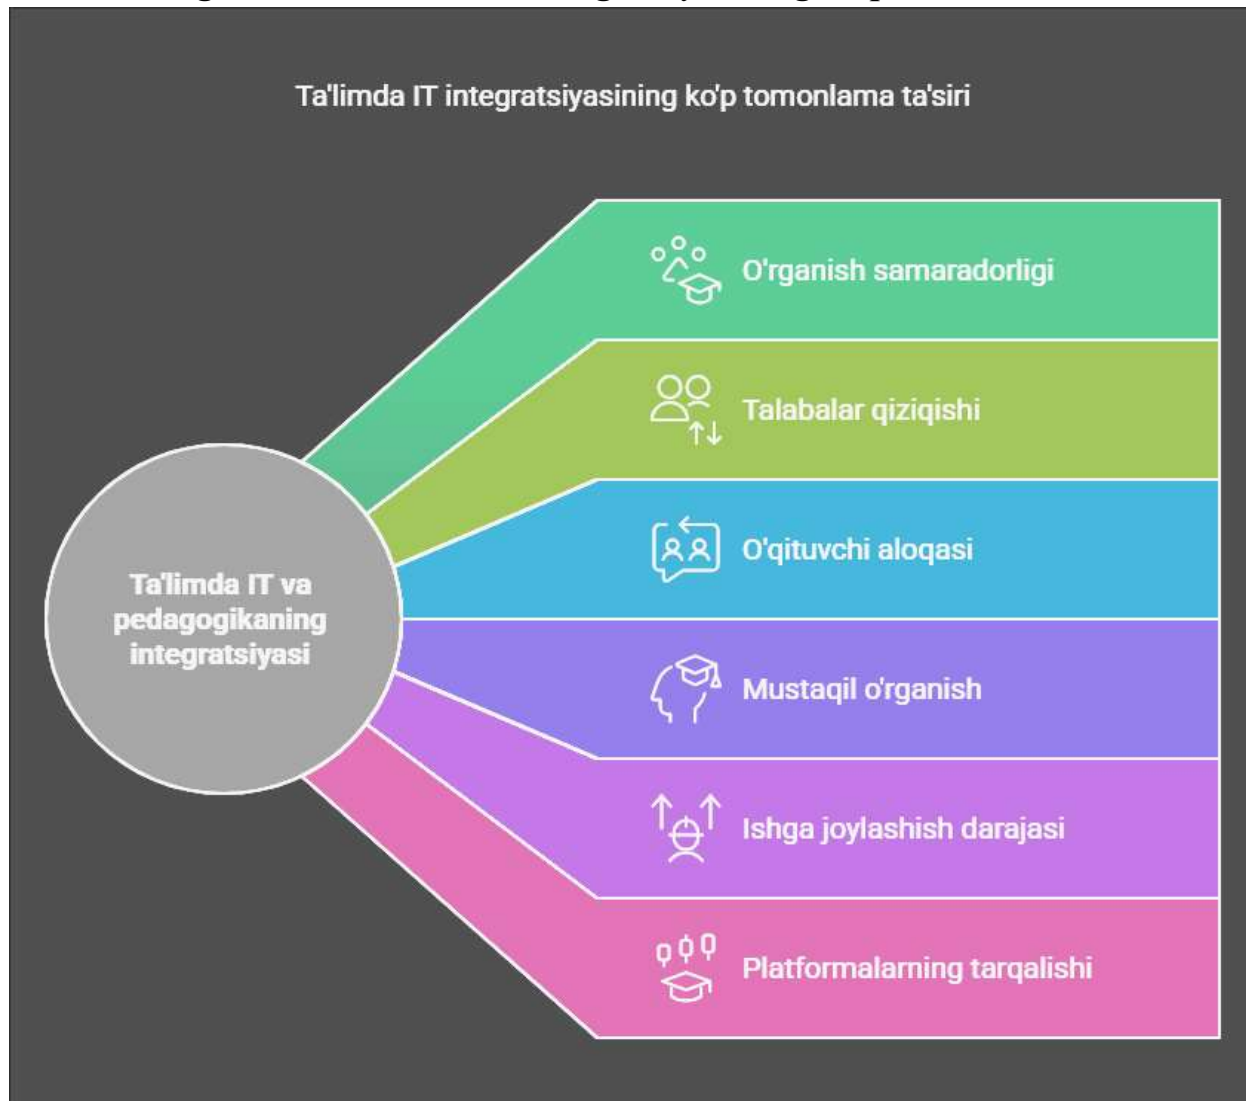 Ta'limda IT integratsiyasining ko'p tomonlama ta'siri
O'rganish samaradorligi
Talabalar qiziqishi
O'qituvchi aloqasi
Ta'limda IT va
pedagogikaning
integratsiyasi
Mustaqil o'rganish
Ishga joylashish darajasi
Platformalarning tarqalishi